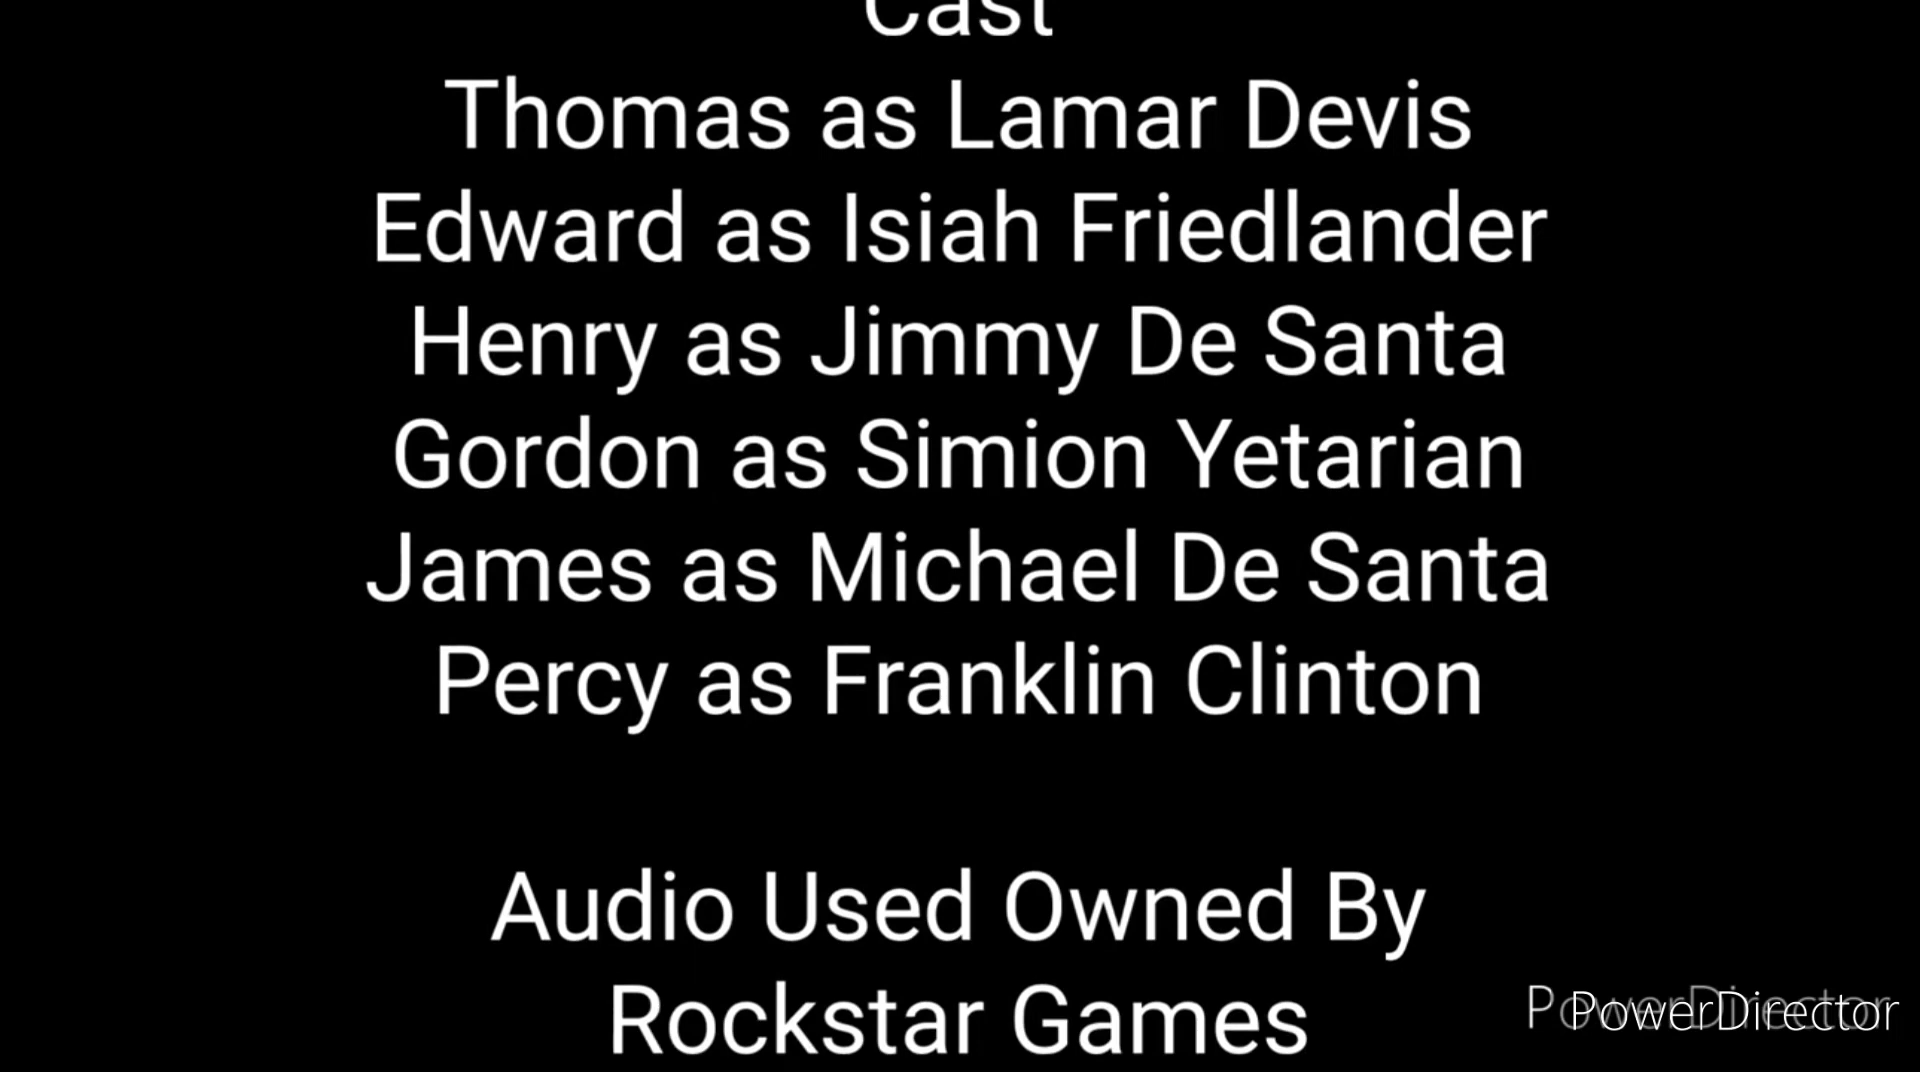 Cast
Thomas as Lamar Devis
Edward as Isiah Friedlander
Henry as Jimmy De Santa
Gordon as Simion Yetarian
James as Michael De Santa
Percy as Franklin Clinton
Audio Used Owned By
Rockstar Games
PowerDirector
PowerDirector